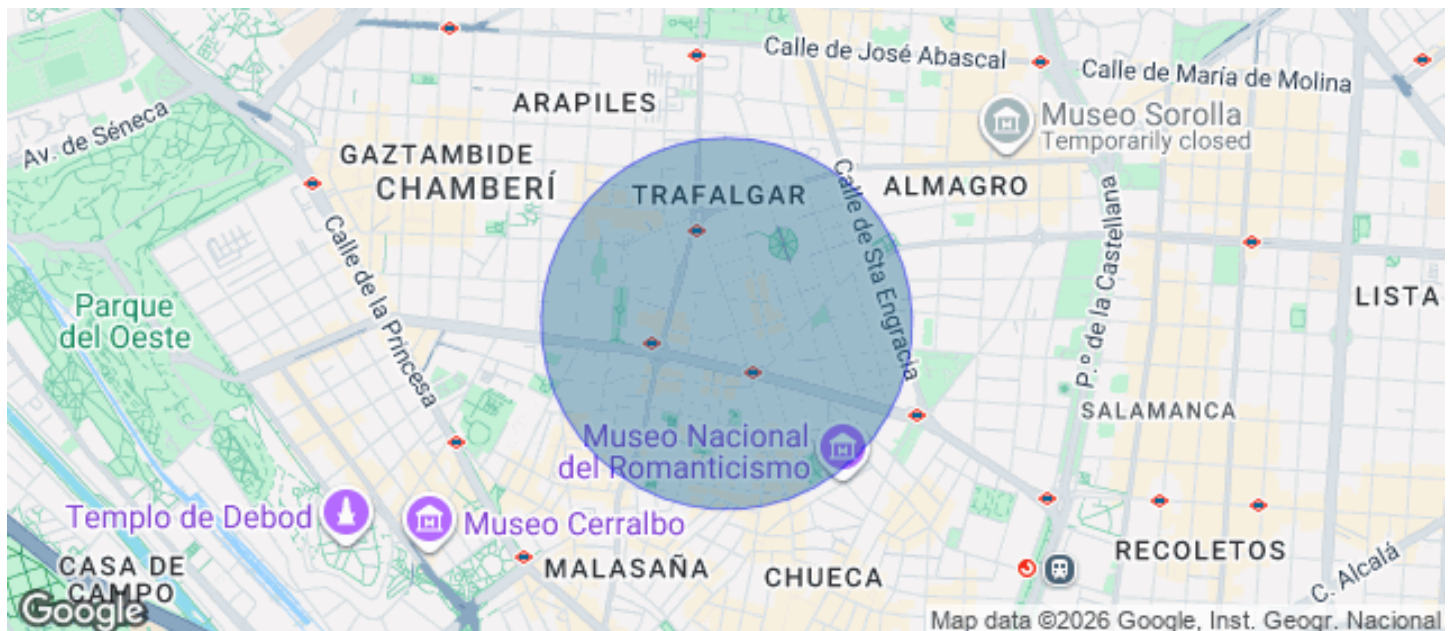 Calle de José Abascal
Calle de María de Molina
ARAPILES
Museo Sorolla
Temporarily closed
Av. de Séneca
GAZTAMBIDE
CHAMBERÍ
TRAFALGAR
ALMAGRO
Calle de Sta Engracia
Calle de la Princesa
P.º de la Castellana
Parque
del Oeste
LISTA
SALAMANCA
Museo Nacional
del Romanticismo
Templo de Debod
Museo Cerralbo
CASA DE
CAMPO
MALASAÑA
CHUECA
RECOLETOS
C. Alcalá
Google
Map data ©2026 Google, Inst. Geogr. Nacional